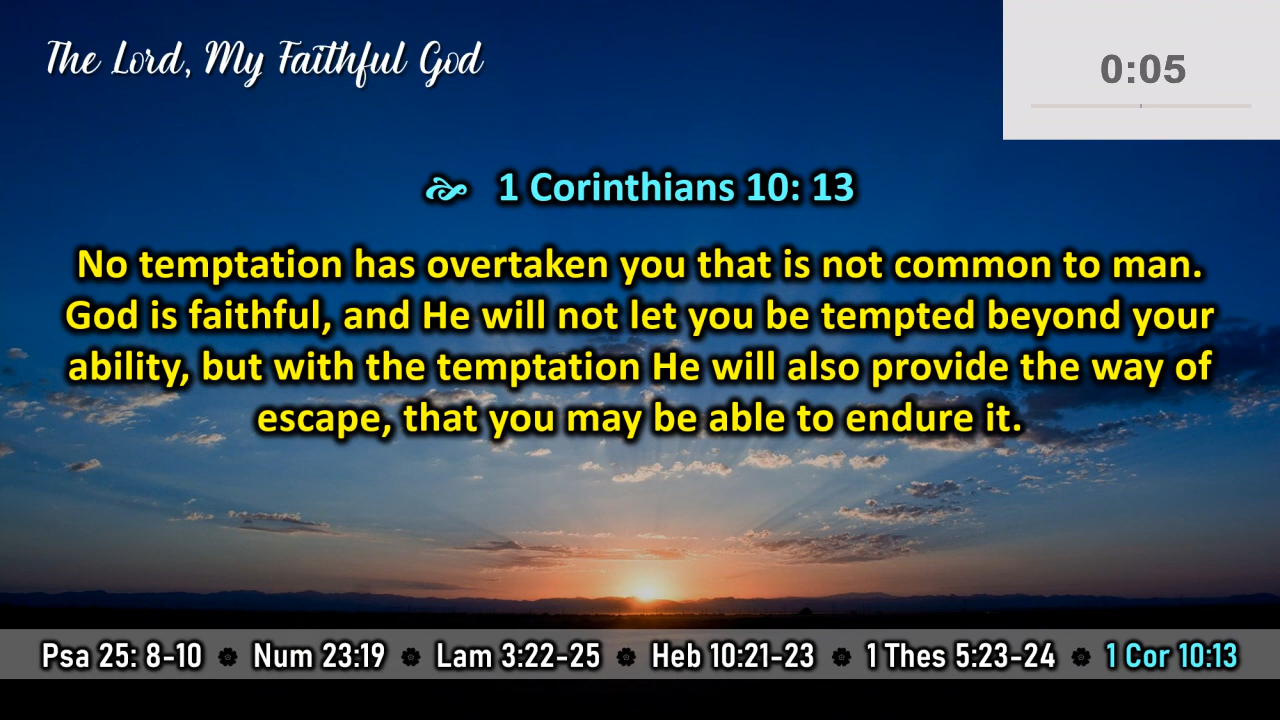 The Lord, My Faithful God
0:05
1 Corinthians 10: 13
No temptation has overtaken you that is not common to man.
God is faithful, and He will not let you be tempted beyond your
ability, but with the temptation He will also provide the way of
escape, that you may be able to endure it.
Psa 25: 8-10 Num 23:19 Lam 3:22-25 Heb 10:21-23 1 Thes 5:23-24 1 Cor 10:13